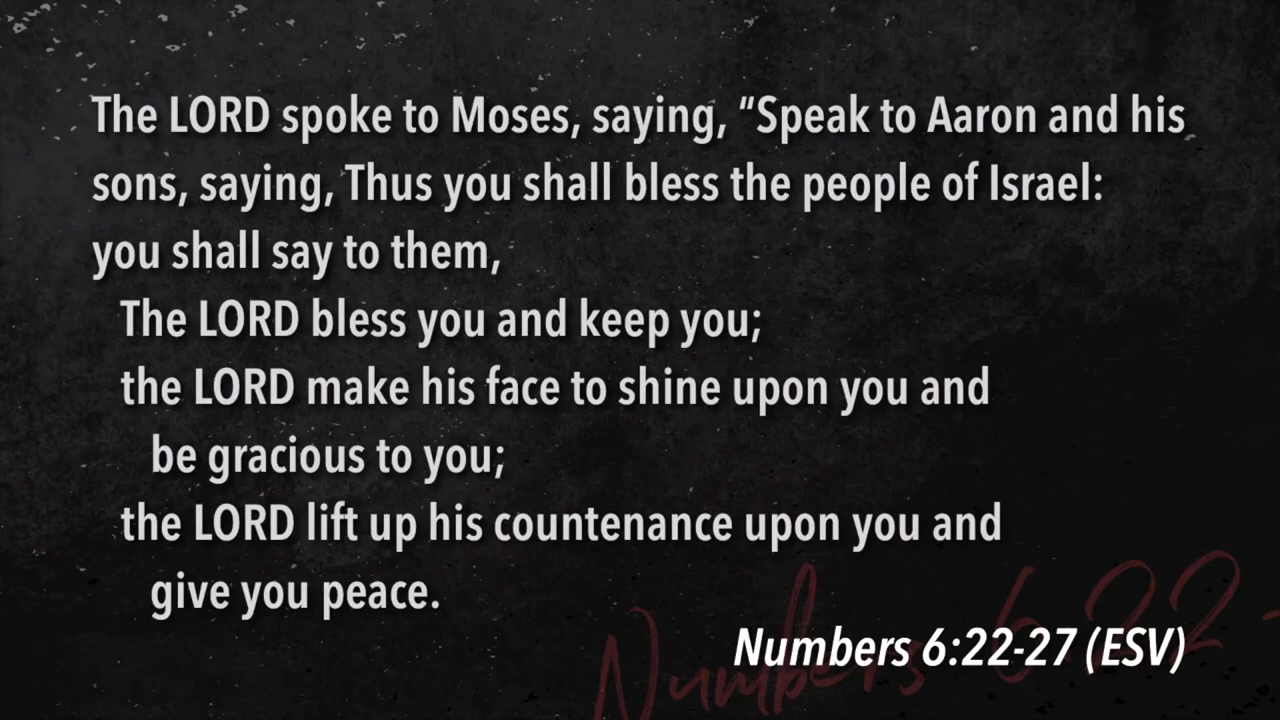 The LORD spoke to Moses, saying, “Speak to Aaron and his
sons, saying, Thus you shall bless the people of Israel:
you shall say to them,
The LORD bless you and keep you;
the LORD make his face to shine upon you and
be gracious to you;
the LORD lift up his countenance upon you and
give you peace.
Numbers 6:22-
Numbers 6:22-27 (ESV)